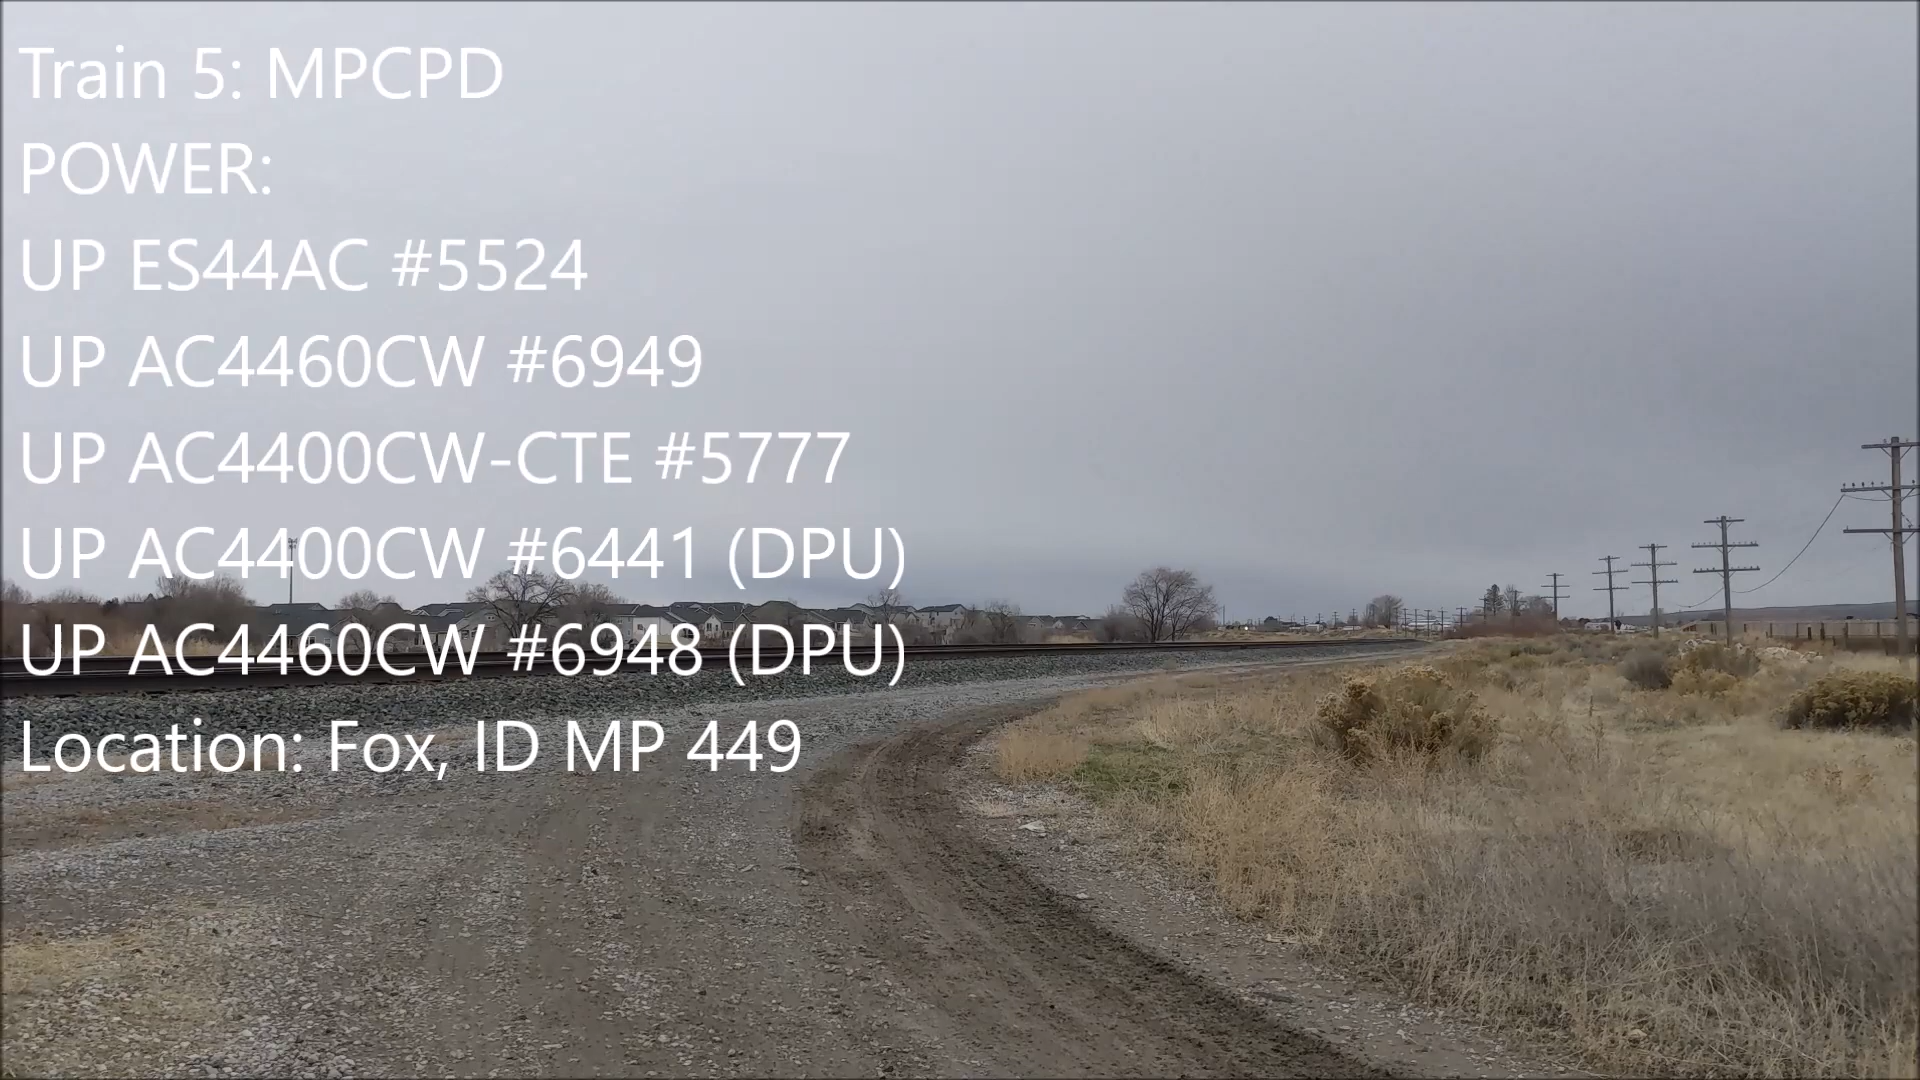 Train 5: MPCPD
POWER:
UP ES44AC #5524
UP AC4460CW #6949
UP AC4400CW-CTE #5777
UP AC4400CW #6441 (DPU)
UP AC4460CW #6948 (DPU)
Location: Fox, ID MP 449